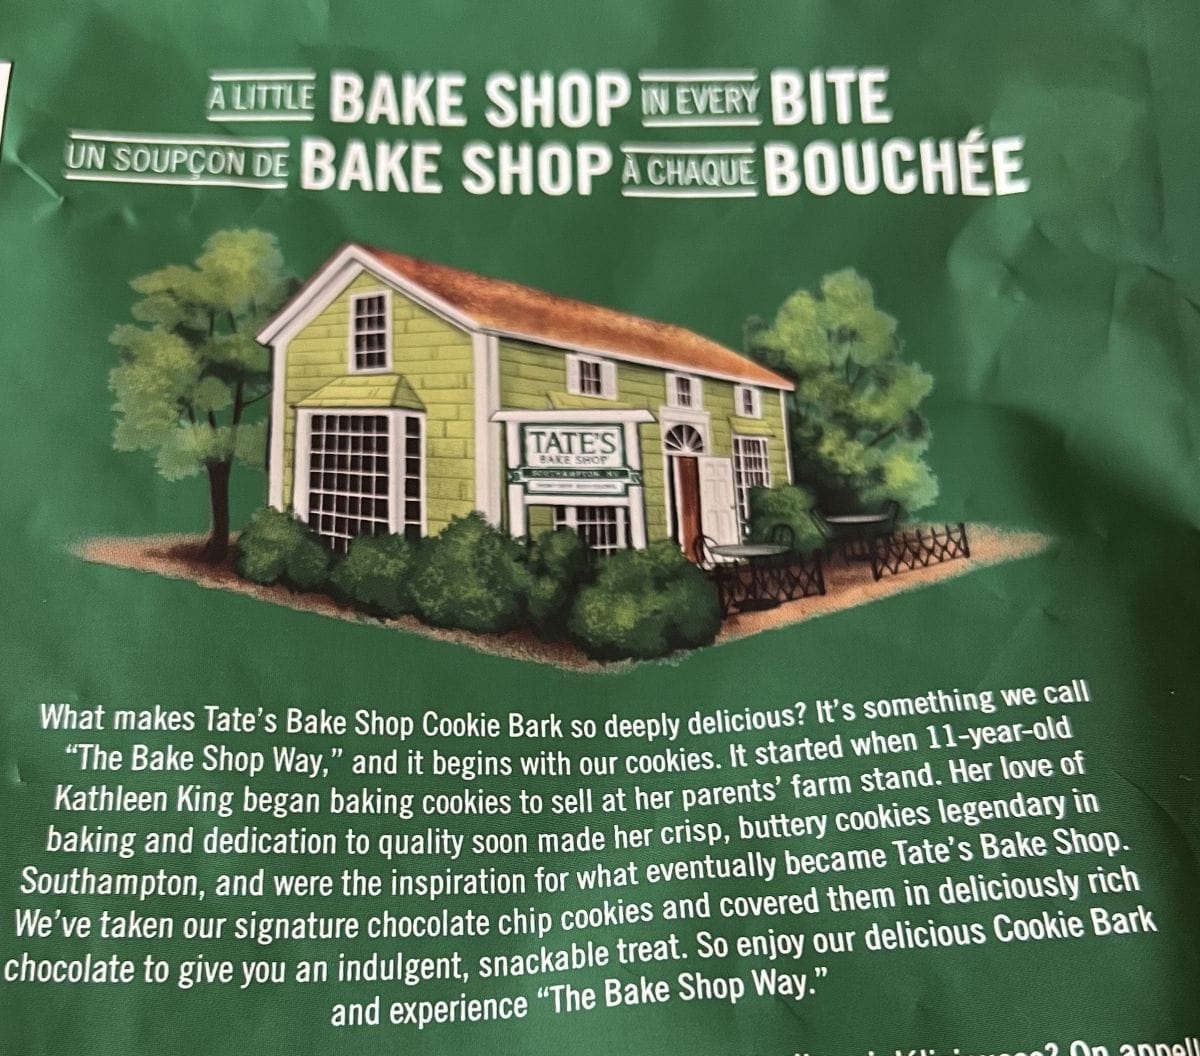 A LITTLE BAKE SHOP IN EVERY BITE
UN SOUPÇON DE BAKE SHOP À CHAQUE BOUCHÉE
TATE'S
BAKE SHOP
SOUTHAMPTON, NY
What makes Tate's Bake Shop Cookie Bark so deeply delicious? It's something we call
"The Bake Shop Way," and it begins with our cookies. It started when 11-year-old
Kathleen King began baking cookies to sell at her parents' farm stand. Her love of
baking and dedication to quality soon made her crisp, buttery cookies legendary in
Southampton, and were the inspiration for what eventually became Tate's Bake Shop.
We've taken our signature chocolate chip cookies and covered them in deliciously rich
chocolate to give you an indulgent, snackable treat. So enjoy our delicious Cookie Bark
and experience "The Bake Shop Way."
? On appell